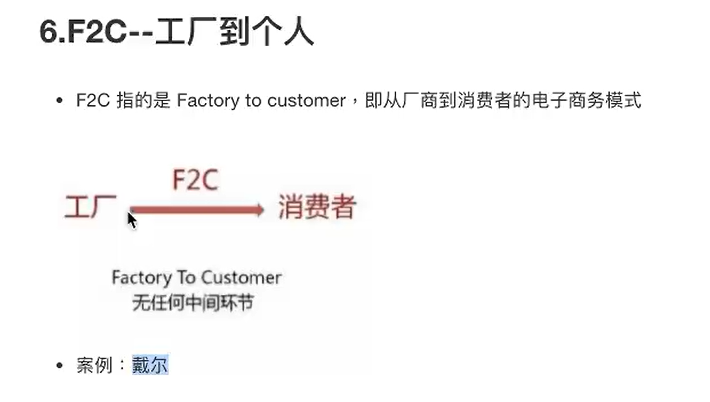 6.F2C--工厂到个人
• F2C 指的是 Factory to customer，即从厂商到消费者的电子商务模式
F2C
工厂 消费者
Factory To Customer
无任何中间环节
• 案例：戴尔